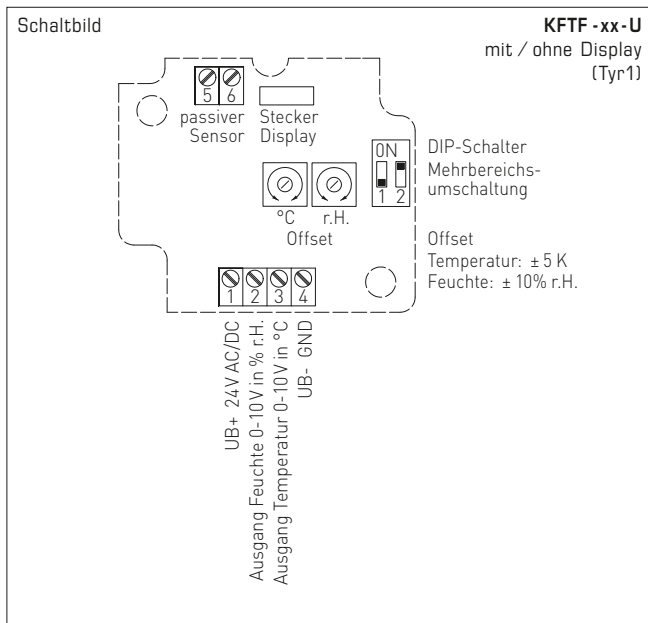 Schaltbild
KFTF - xx - U
mit / ohne Display
(Tyr1)
5 6
passiver
Sensor
Stecker
Display
ON
1 2
DIP-Schalter
Mehrbereichs-
umschaltung
°C r.H.
Offset
Offset
Temperatur: ± 5 K
Feuchte: ± 10% r.H.
1 2 3 4
UB+ 24V AC/DC
Ausgang Feuchte 0-10V in % r.H.
Ausgang Temperatur 0-10V in °C
UB- GND